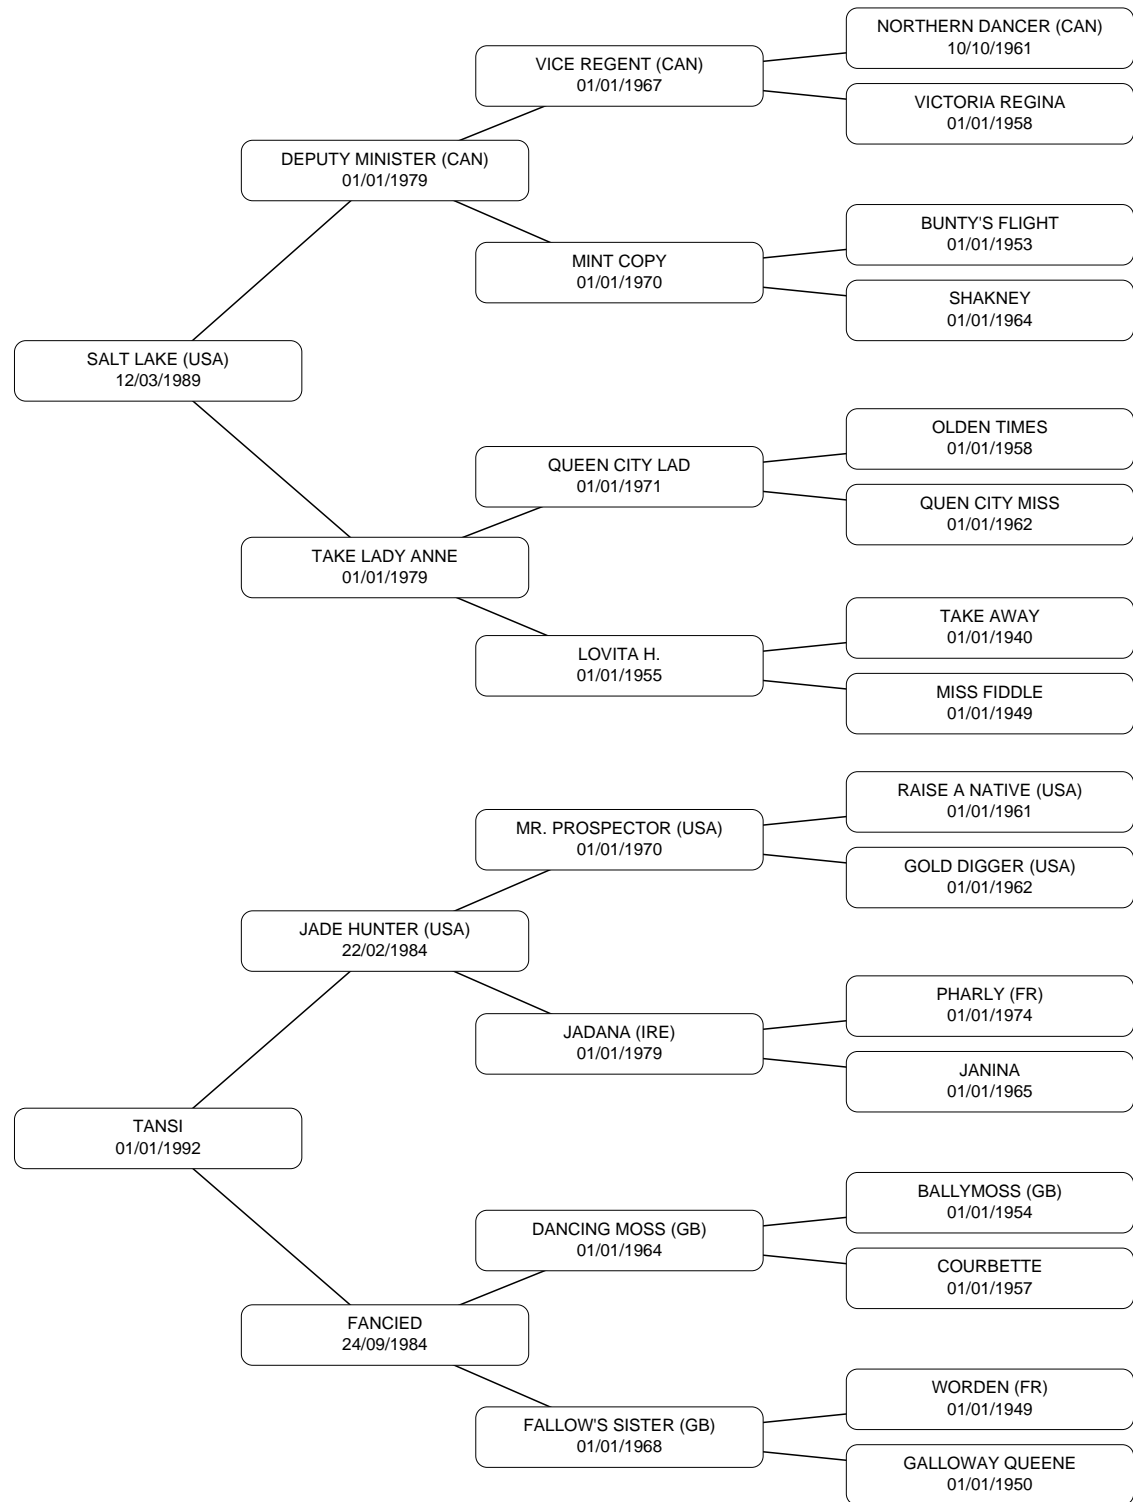 NORTHERN DANCER (CAN)
10/10/1961
VICE REGENT (CAN)
01/01/1967
VICTORIA REGINA
01/01/1958
DEPUTY MINISTER (CAN)
01/01/1979
BUNTY'S FLIGHT
01/01/1953
MINT COPY
01/01/1970
SHAKNEY
01/01/1964
SALT LAKE (USA)
12/03/1989
OLDEN TIMES
01/01/1958
QUEEN CITY LAD
01/01/1971
QUEN CITY MISS
01/01/1962
TAKE LADY ANNE
01/01/1979
TAKE AWAY
01/01/1940
LOVITA H.
01/01/1955
MISS FIDDLE
01/01/1949
RAISE A NATIVE (USA)
01/01/1961
MR. PROSPECTOR (USA)
01/01/1970
GOLD DIGGER (USA)
01/01/1962
JADE HUNTER (USA)
22/02/1984
PHARLY (FR)
01/01/1974
JADANA (IRE)
01/01/1979
JANINA
01/01/1965
TANSI
01/01/1992
BALLYMOSS (GB)
01/01/1954
DANCING MOSS (GB)
01/01/1964
COURBETTE
01/01/1957
FANCIED
24/09/1984
WORDEN (FR)
01/01/1949
FALLOW'S SISTER (GB)
01/01/1968
GALLOWAY QUEENE
01/01/1950